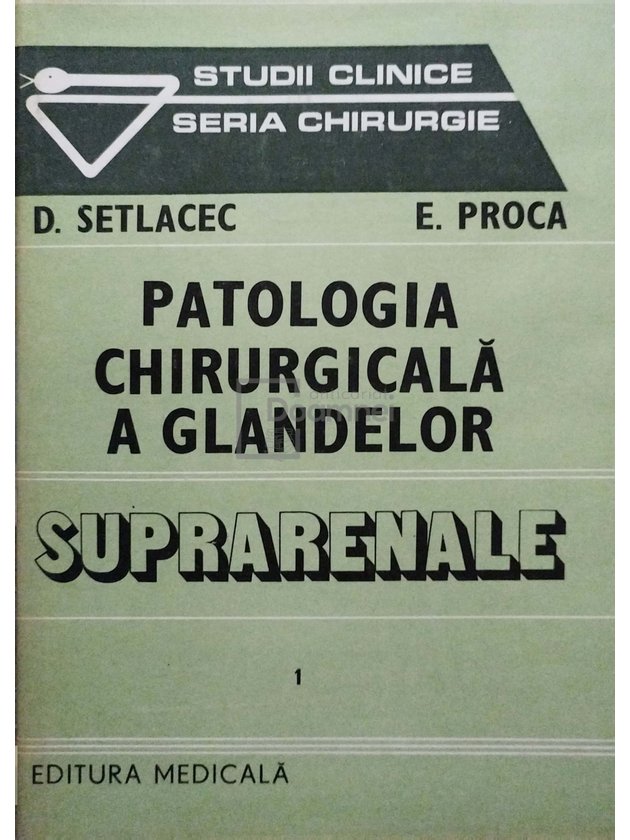 STUDII CLINICE
SERIA CHIRURGIE
D. SETLACEC E. PROCA
PATOLOGIA
CHIRURGICALĂ
A GLANDELOR
SUPRARENALE
1
EDITURA MEDICALĂ